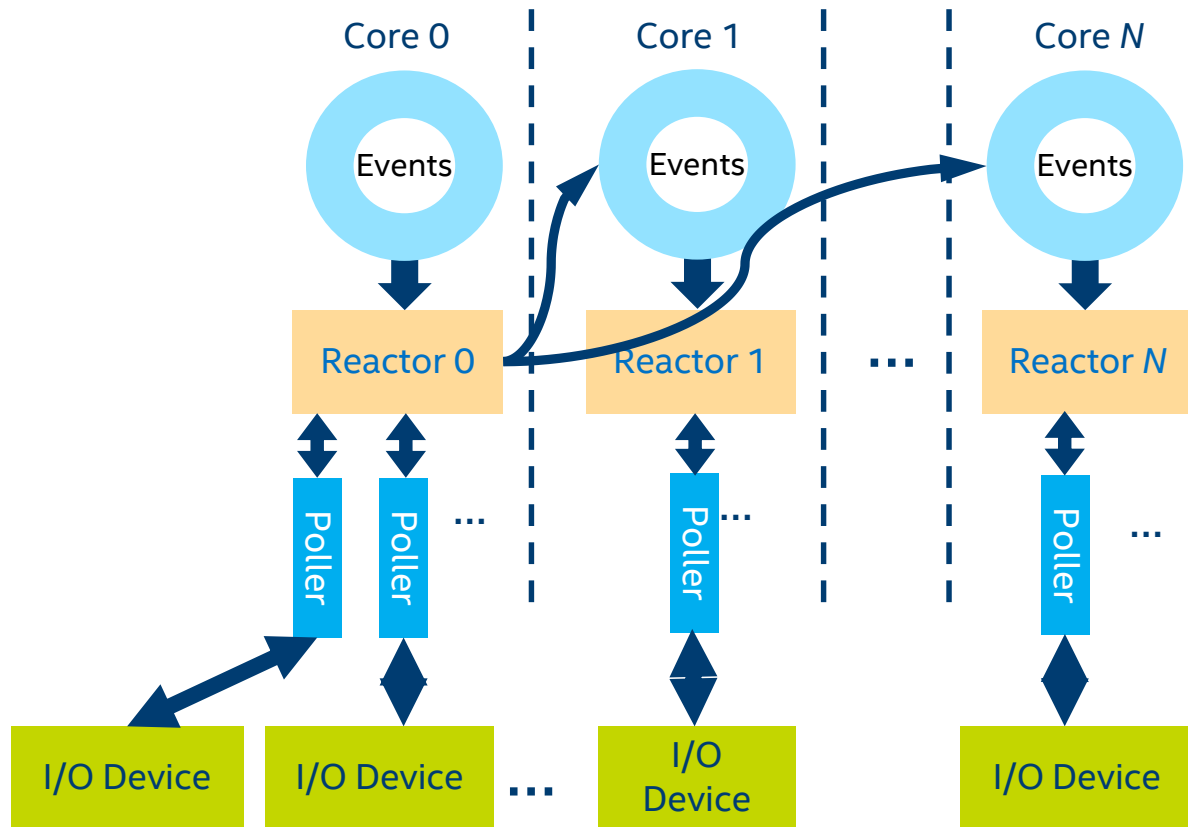 Core 0
Core 1
Core N
Events
Events
Events
Reactor 0
Reactor 1
...
Reactor N
Poller
Poller
...
Poller
...
Poller
...
I/O Device
I/O Device
...
I/O
Device
I/O Device